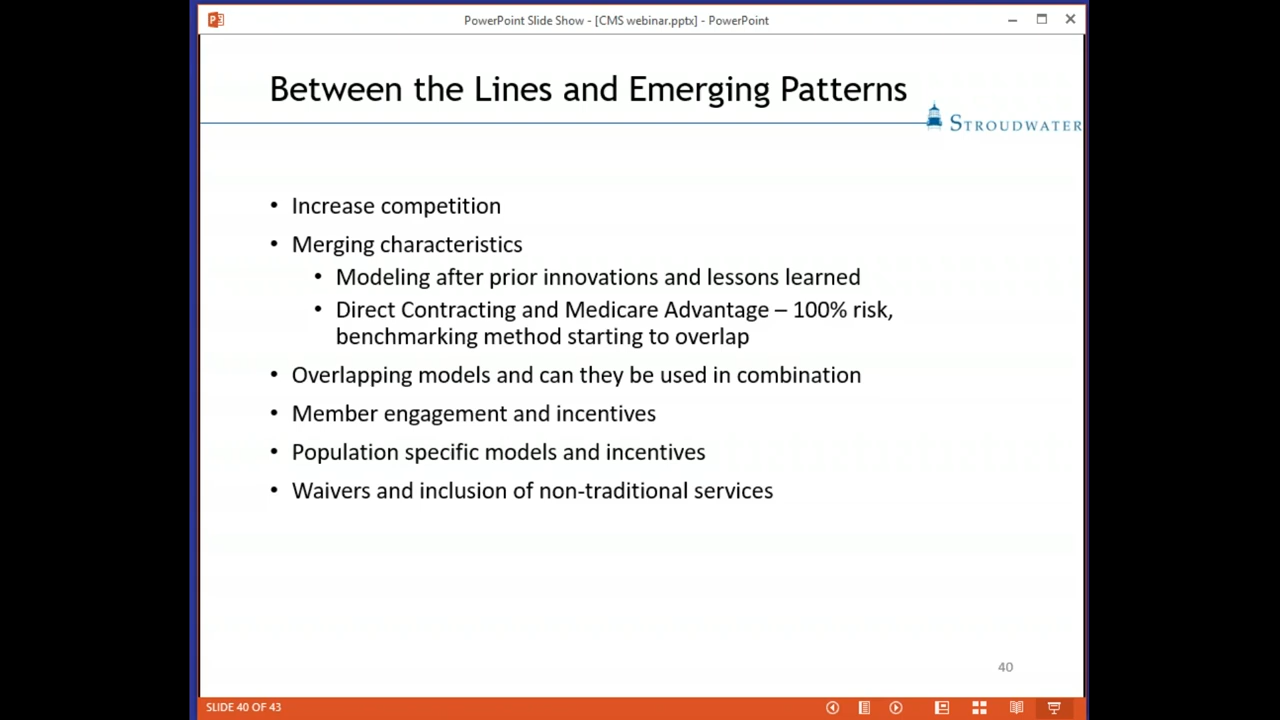 PowerPoint Slide Show - [CMS webinar.pptx] - PowerPoint
Between the Lines and Emerging Patterns
STROUDWATER
• Increase competition
• Merging characteristics
• Modeling after prior innovations and lessons learned
• Direct Contracting and Medicare Advantage – 100% risk,
benchmarking method starting to overlap
• Overlapping models and can they be used in combination
• Member engagement and incentives
• Population specific models and incentives
• Waivers and inclusion of non-traditional services
40
SLIDE 40 OF 43